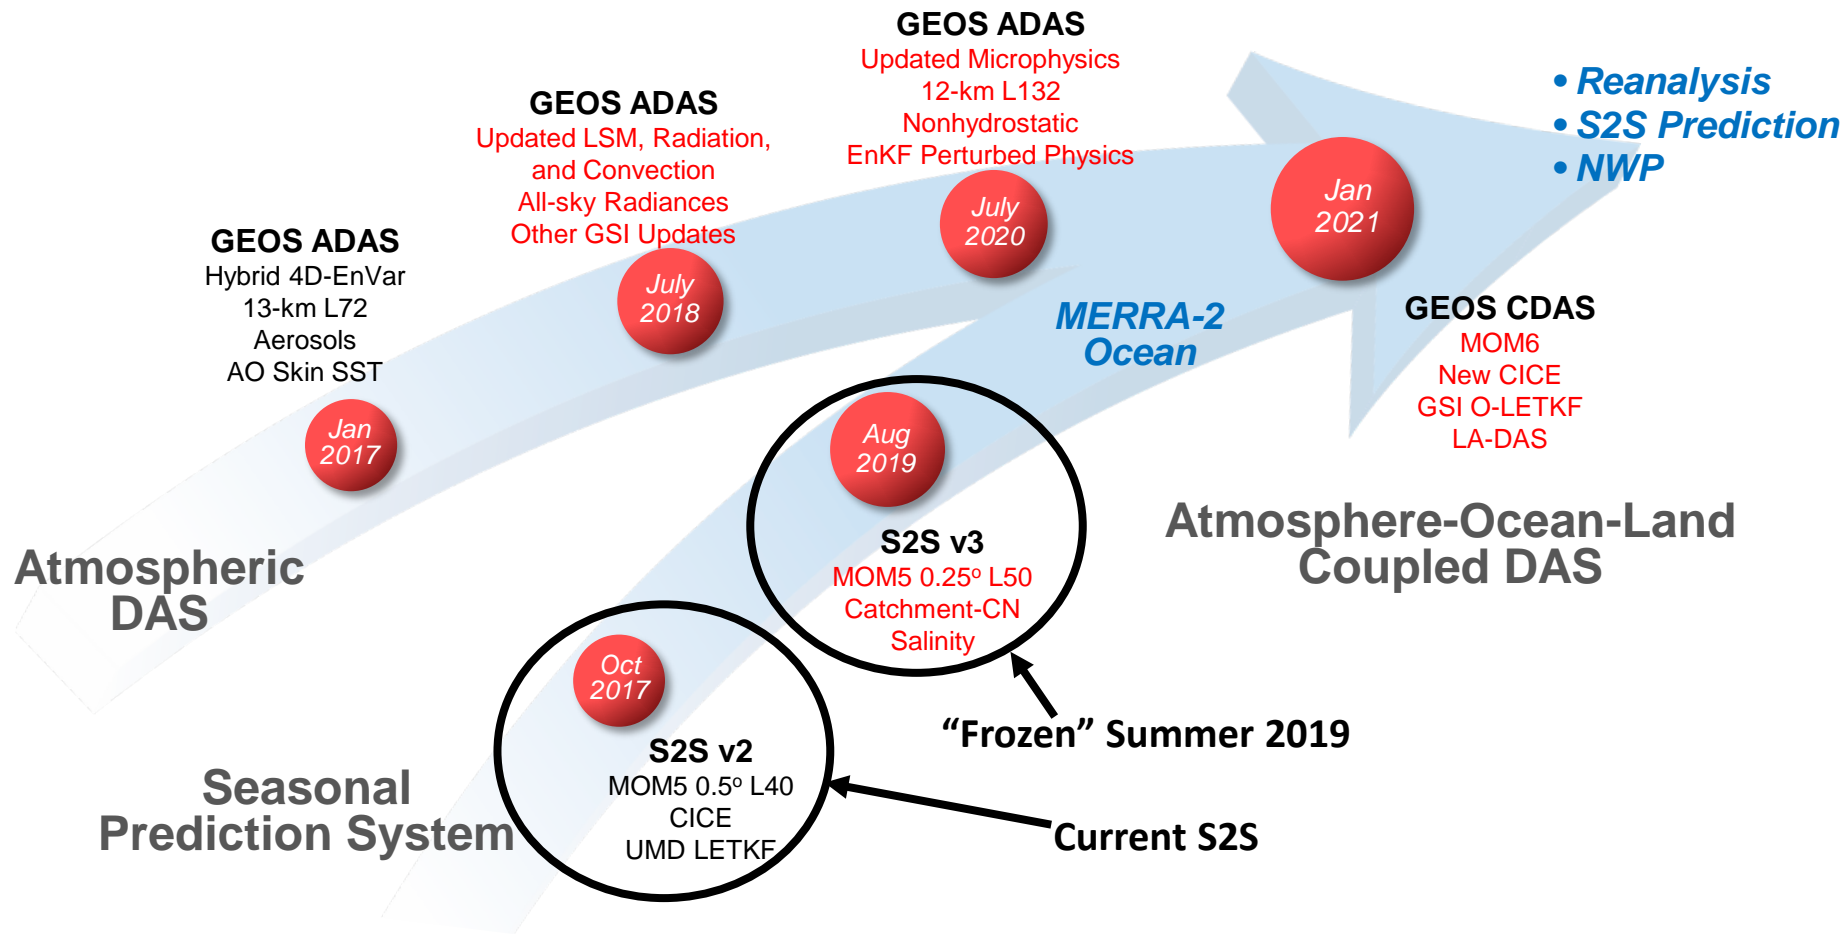 GEOS ADAS
Updated Microphysics
12-km L132
Nonhydrostatic
EnKF Perturbed Physics
• Reanalysis
• S2S Prediction
• NWP
GEOS ADAS
Updated LSM, Radiation,
and Convection
All-sky Radiances
Other GSI Updates
GEOS ADAS
Hybrid 4D-EnVar
13-km L72
Aerosols
AO Skin SST
Jan
2017
July
2018
July
2020
Jan
2021
MERRA-2
Ocean
GEOS CDAS
MOM6
New CICE
GSI O-LETKF
LA-DAS
Aug
2019
S2S v3
MOM5 0.25º L50
Catchment-CN
Salinity
Atmosphere-Ocean-Land
Coupled DAS
Atmospheric
DAS
Oct
2017
S2S v2
MOM5 0.5º L40
CICE
UMD LETKF
“Frozen” Summer 2019
Seasonal
Prediction System
Current S2S